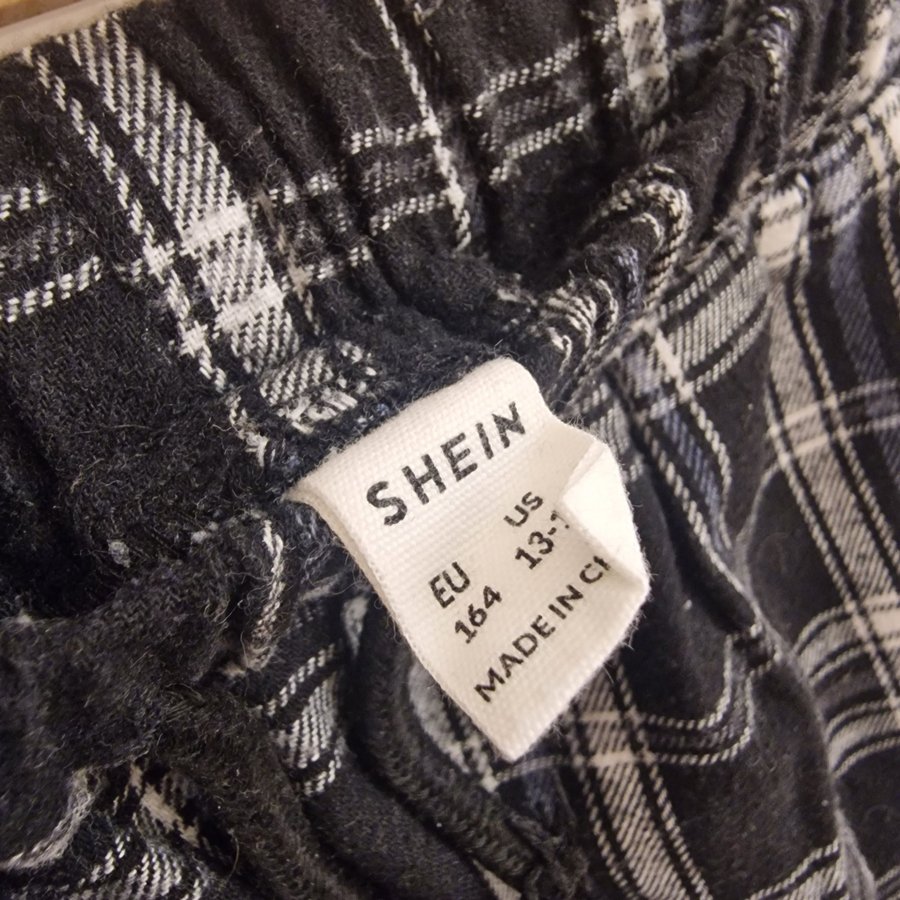 SHEIN
EU US
164 13-
MADE IN